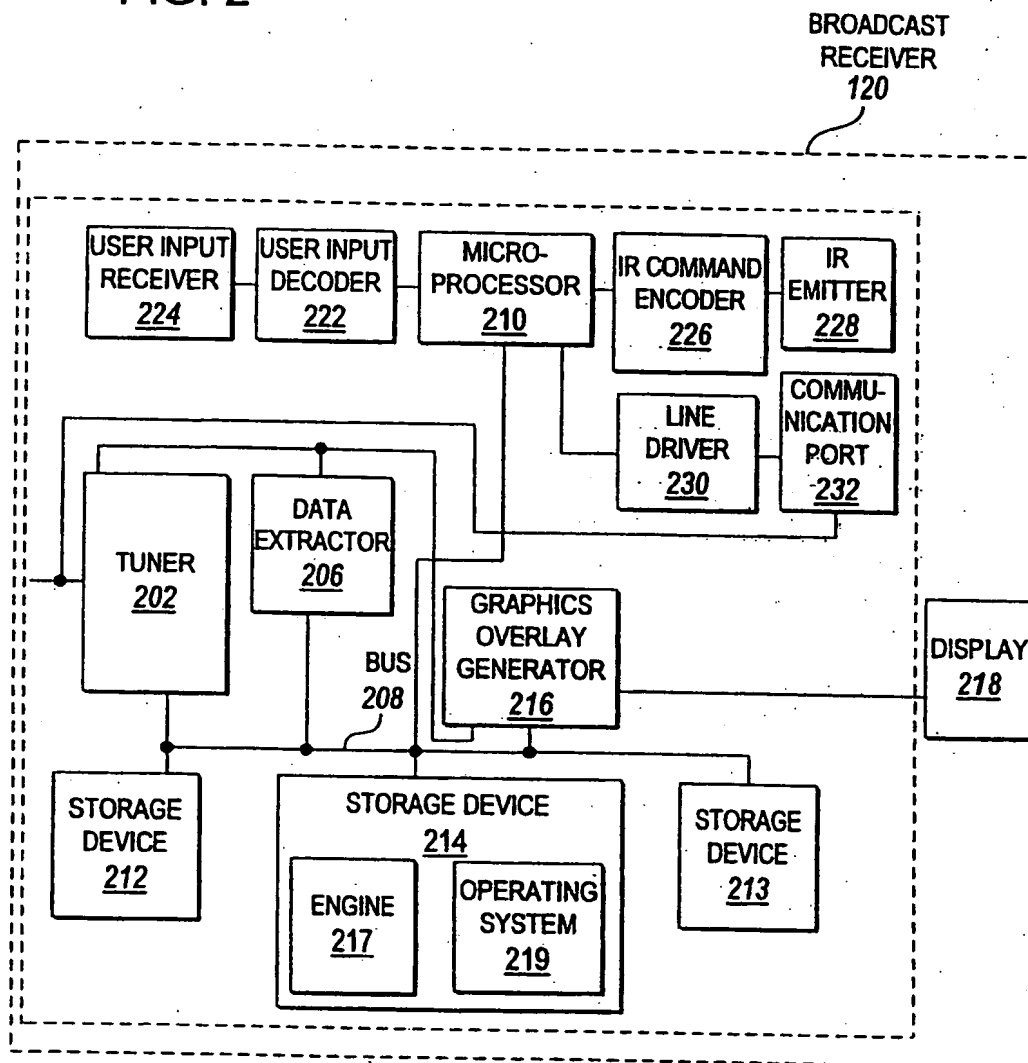 FIG. 2
BROADCAST
RECEIVER
120
USER INPUT
RECEIVER
224
USER INPUT
DECODER
222
MICRO-
PROCESSOR
210
IR COMMAND
ENCODER
226
IR
EMITTER
228
LINE
DRIVER
230
COMMU-
NICATION
PORT
232
TUNER
202
DATA
EXTRACTOR
206
GRAPHICS
OVERLAY
GENERATOR
216
DISPLAY
218
BUS
208
STORAGE
DEVICE
212
STORAGE DEVICE
214
ENGINE
217
OPERATING
SYSTEM
219
STORAGE
DEVICE
213